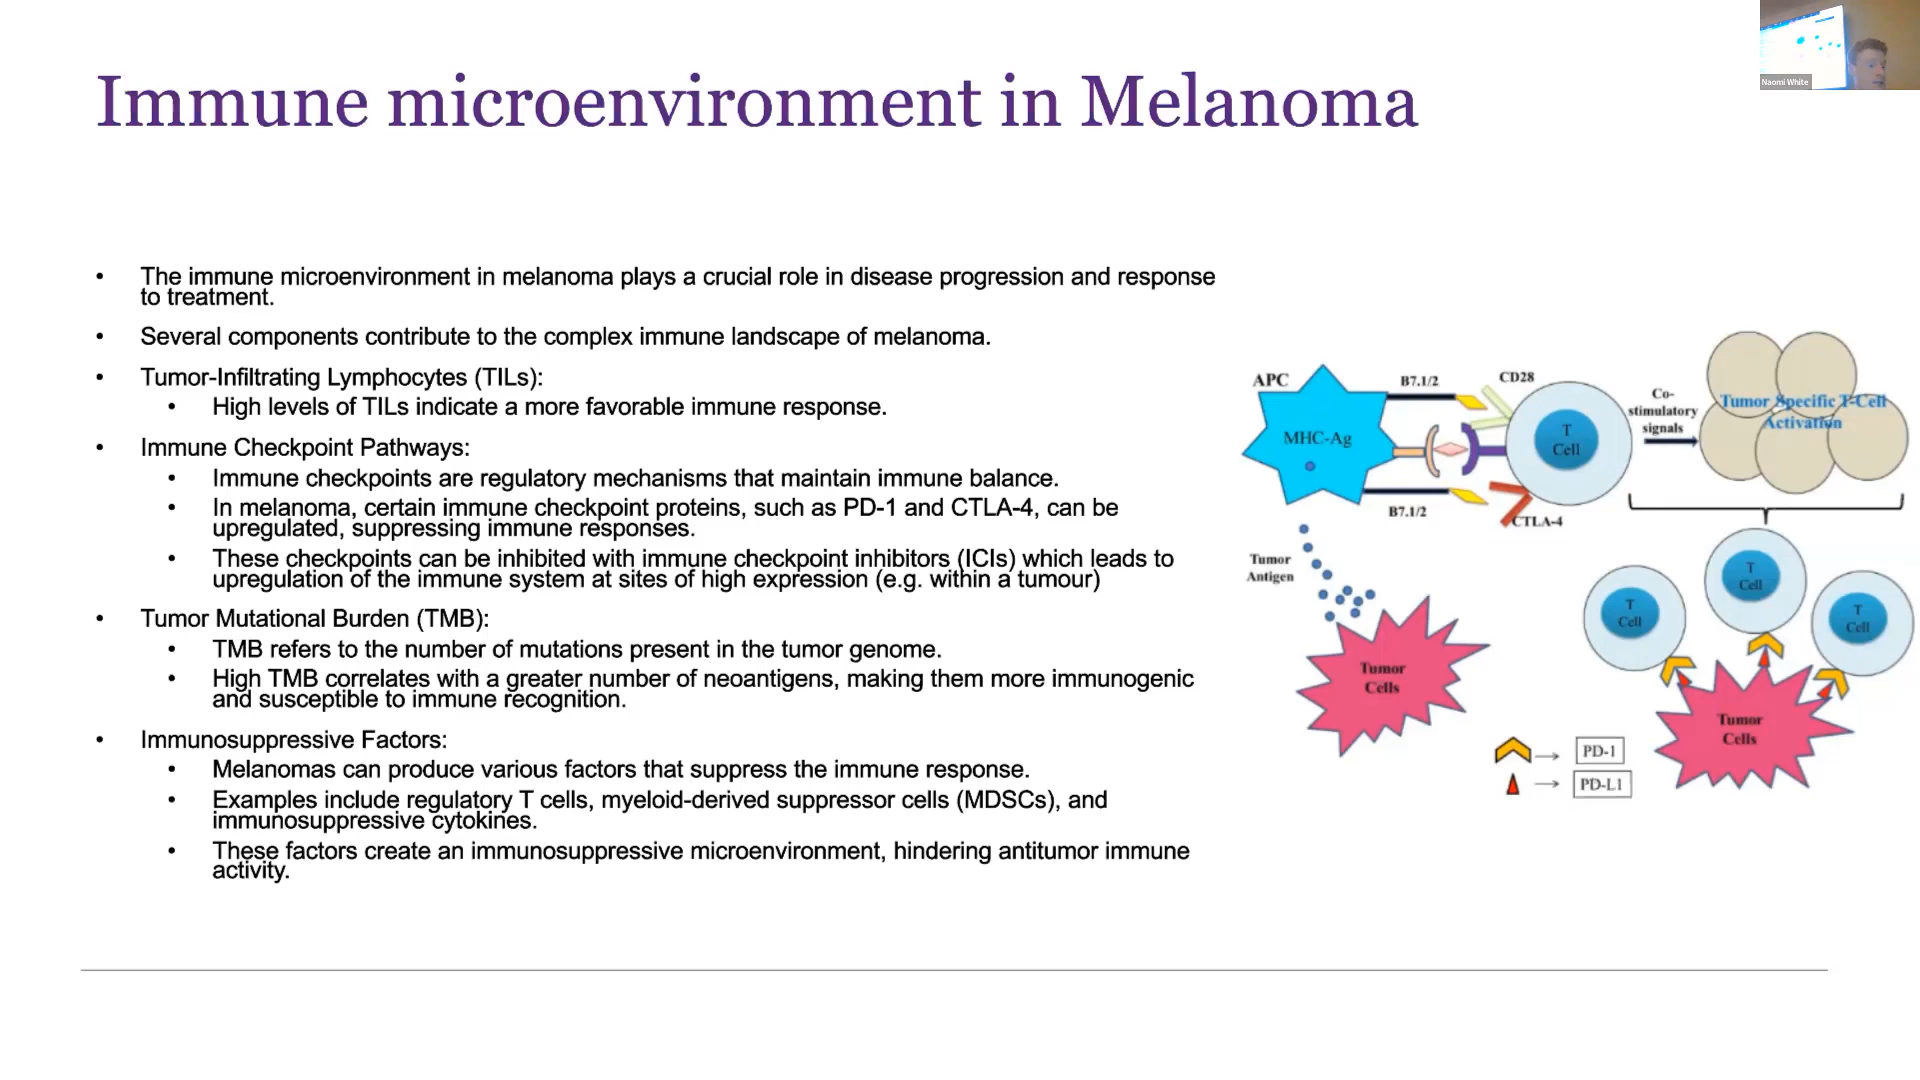 Immune microenvironment in Melanoma
Naomi White
• The immune microenvironment in melanoma plays a crucial role in disease progression and response
to treatment.
• Several components contribute to the complex immune landscape of melanoma.
• Tumor-Infiltrating Lymphocytes (TILs):
• High levels of TILs indicate a more favorable immune response.
• Immune Checkpoint Pathways:
• Immune checkpoints are regulatory mechanisms that maintain immune balance.
• In melanoma, certain immune checkpoint proteins, such as PD-1 and CTLA-4, can be
upregulated, suppressing immune responses.
• These checkpoints can be inhibited with immune checkpoint inhibitors (ICIs) which leads to
upregulation of the immune system at sites of high expression (e.g. within a tumour)
• Tumor Mutational Burden (TMB):
• TMB refers to the number of mutations present in the tumor genome.
• High TMB correlates with a greater number of neoantigens, making them more immunogenic
and susceptible to immune recognition.
• Immunosuppressive Factors:
• Melanomas can produce various factors that suppress the immune response.
• Examples include regulatory T cells, myeloid-derived suppressor cells (MDSCs), and
immunosuppressive cytokines.
• These factors create an immunosuppressive microenvironment, hindering antitumor immune
activity.
APC
MHC-Ag
B7.1/2
CD28
T
Cell
B7.1/2
CTLA-4
Co-
stimulatory
signals
Tumor Specific T-Cell
Activation
Tumor
Antigen
Tumor
Cells
T
Cell
T
Cell
T
Cell
Tumor
Cells
PD-1
PD-L1